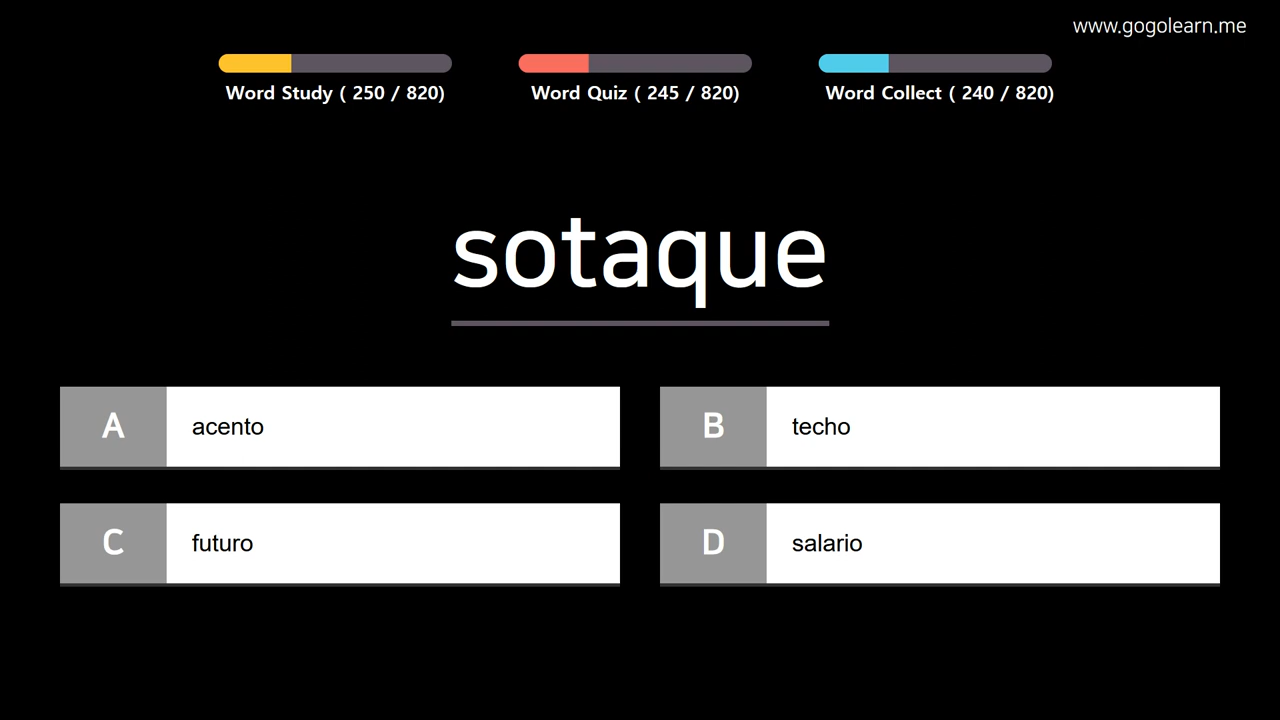 www.gogolearn.me
Word Study ( 250 / 820)
Word Quiz ( 245 / 820)
Word Collect ( 240 / 820)
sotaque
A acento
B techo
C futuro
D salario